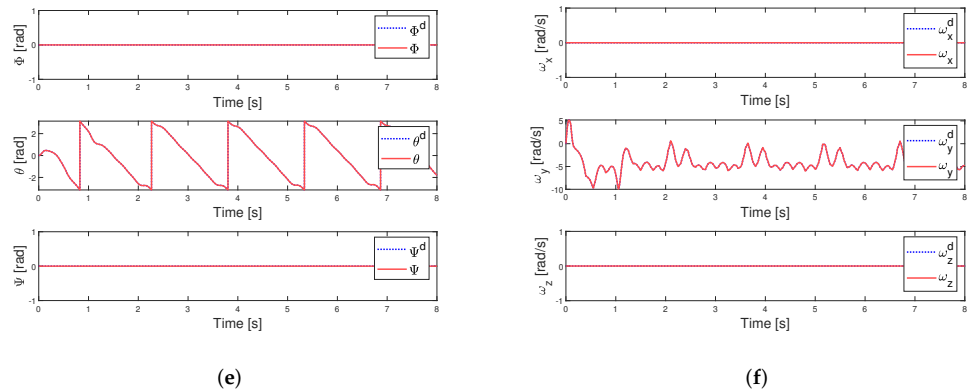 1
0
-1
Φ [rad]
0 1 2 3 4 5 6 7 8
Time [s]
Φ^d
Φ
2
0
-2
θ [rad]
0 1 2 3 4 5 6 7 8
Time [s]
θ^d
θ
1
0
-1
Ψ [rad]
0 1 2 3 4 5 6 7 8
Time [s]
Ψ^d
Ψ
(e)
1
0
-1
ω_x [rad/s]
0 1 2 3 4 5 6 7 8
Time [s]
ω_x^d
ω_x
5
0
-5
-10
ω_y [rad/s]
0 1 2 3 4 5 6 7 8
Time [s]
ω_y^d
ω_y
1
0
-1
ω_z [rad/s]
0 1 2 3 4 5 6 7 8
Time [s]
ω_z^d
ω_z
(f)